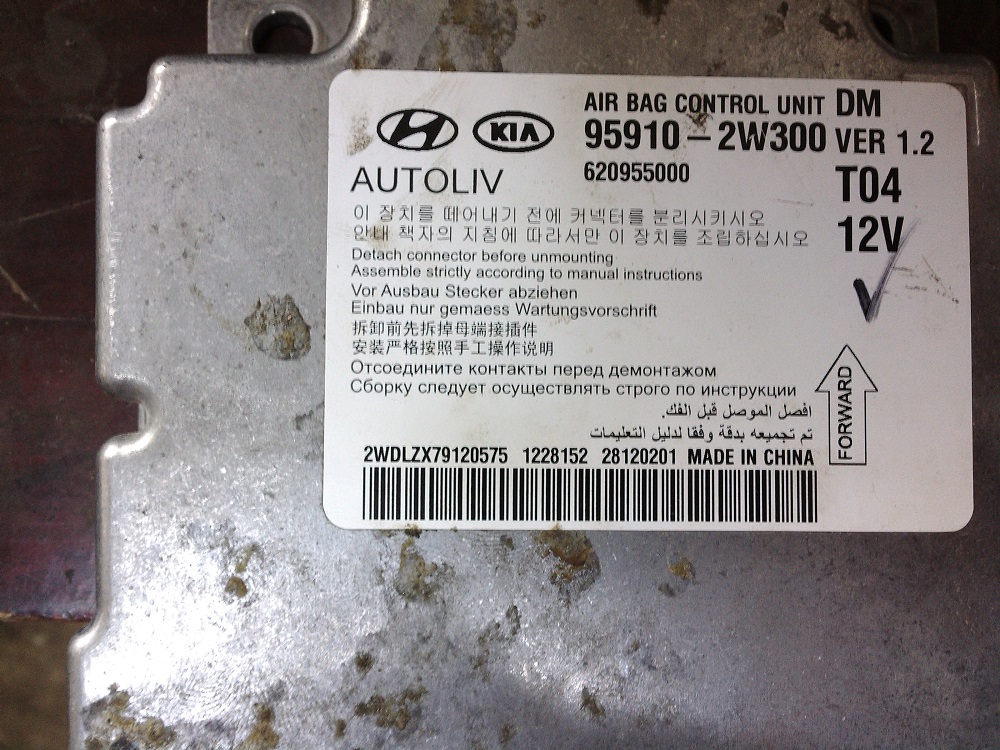 AIR BAG CONTROL UNIT DM
KIA
95910-2W300 VER 1.2
620955000
T04
AUTOLIV
12V
이 장치를 떼어내기 전에 커넥터를 분리시키시오
안내 책자의 지침에 따라서만 이 장치를 조립하십시오
Detach connector before unmounting
Assemble strictly according to manual instructions
Vor Ausbau Stecker abziehen
Einbau nur gemaess Wartungsvorschrift
拆卸前先拆掉母端接插件
安装严格按照手工操作说明
Отсоедините контакты перед демонтажом
Сборку следует осуществлять строго по инструкции
افصل الموصل قبل الفك.
تم تجميعه بدقة وفقا لدليل التعليمات
FORWARD
2WDLZX79120575 1228152 28120201 MADE IN CHINA